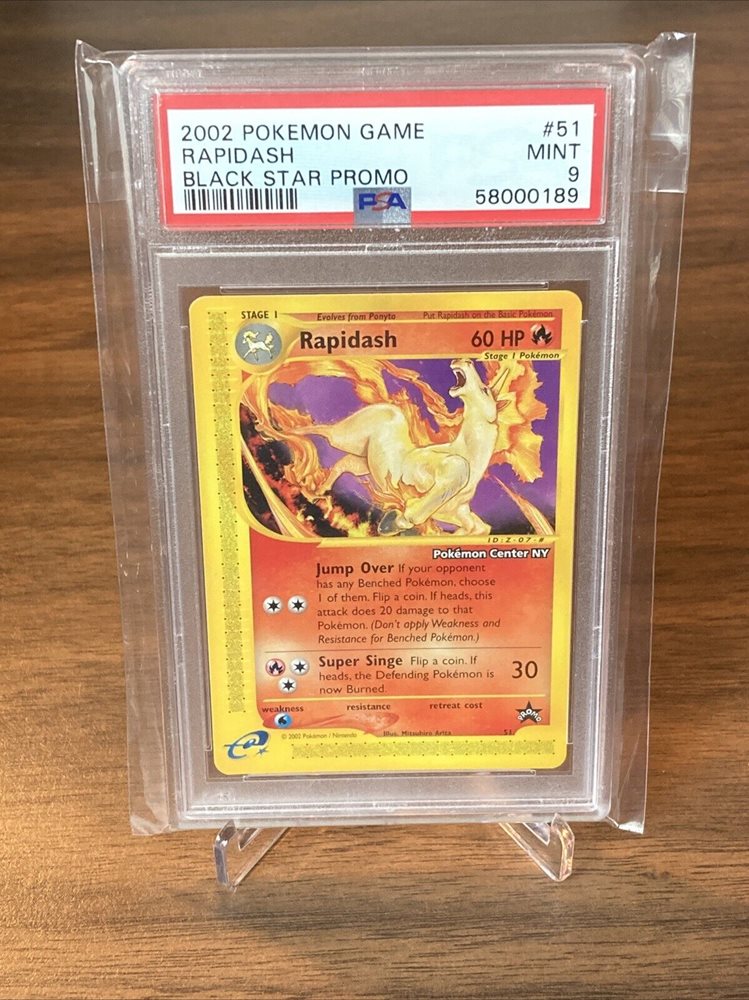 2002 POKEMON GAME #51
RAPIDASH MINT
BLACK STAR PROMO 9
PSA 58000189
STAGE 1 Evolves from Ponyta Put Rapidash on the Basic Pokémon
Rapidash 60 HP
Stage 1 Pokémon
ID:Z-07-#
Pokémon Center NY
Jump Over If your opponent
has any Benched Pokémon, choose
1 of them. Flip a coin. If heads, this
attack does 20 damage to that
Pokémon. (Don't apply Weakness and
Resistance for Benched Pokémon.)
Super Singe Flip a coin. If
heads, the Defending Pokémon is 30
now Burned.
weakness resistance retreat cost
PROMO
© 2002 Pokémon / Nintendo Illus. Mitsuhiro Arita 51
e